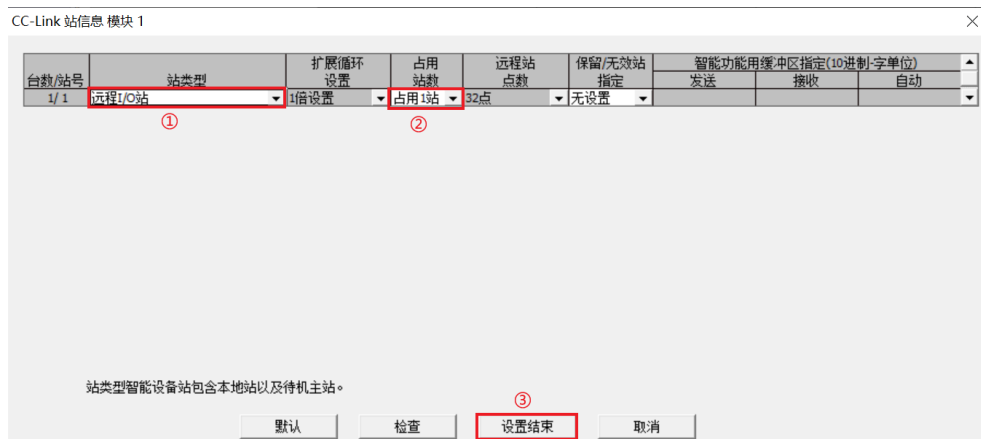 CC-Link 站信息 模块 1
台数/站号 站类型 扩展循环设置 占用站数 远程站点数 保留/无效站指定 智能功能用缓冲区指定(10进制-字单位)
发送 接收 自动
1/ 1 远程I/O站 1倍设置 占用1站 32点 无设置
① ②
站类型智能设备站包含本地站以及待机主站。
③
默认 检查 设置结束 取消